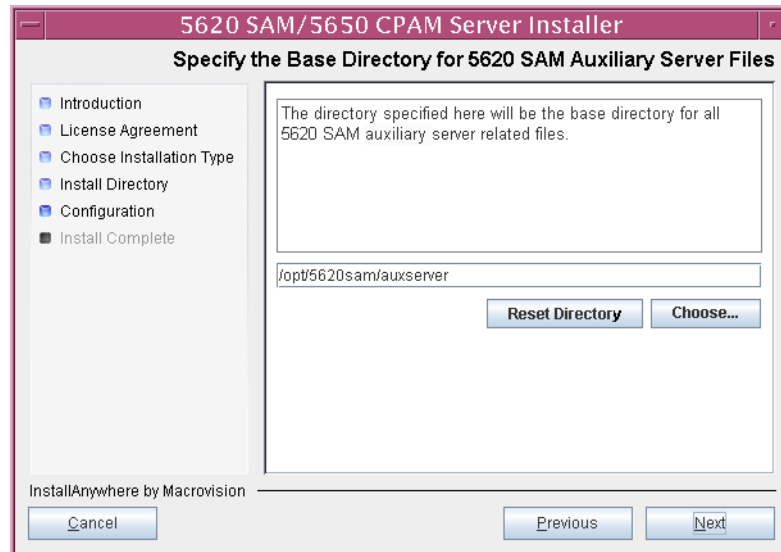 5620 SAM/5650 CPAM Server Installer
Specify the Base Directory for 5620 SAM Auxiliary Server Files
Introduction
License Agreement
Choose Installation Type
Install Directory
Configuration
Install Complete
The directory specified here will be the base directory for all
5620 SAM auxiliary server related files.
/opt/5620sam/auxserver
Reset Directory
Choose...
InstallAnywhere by Macrovision
Cancel
Previous
Next